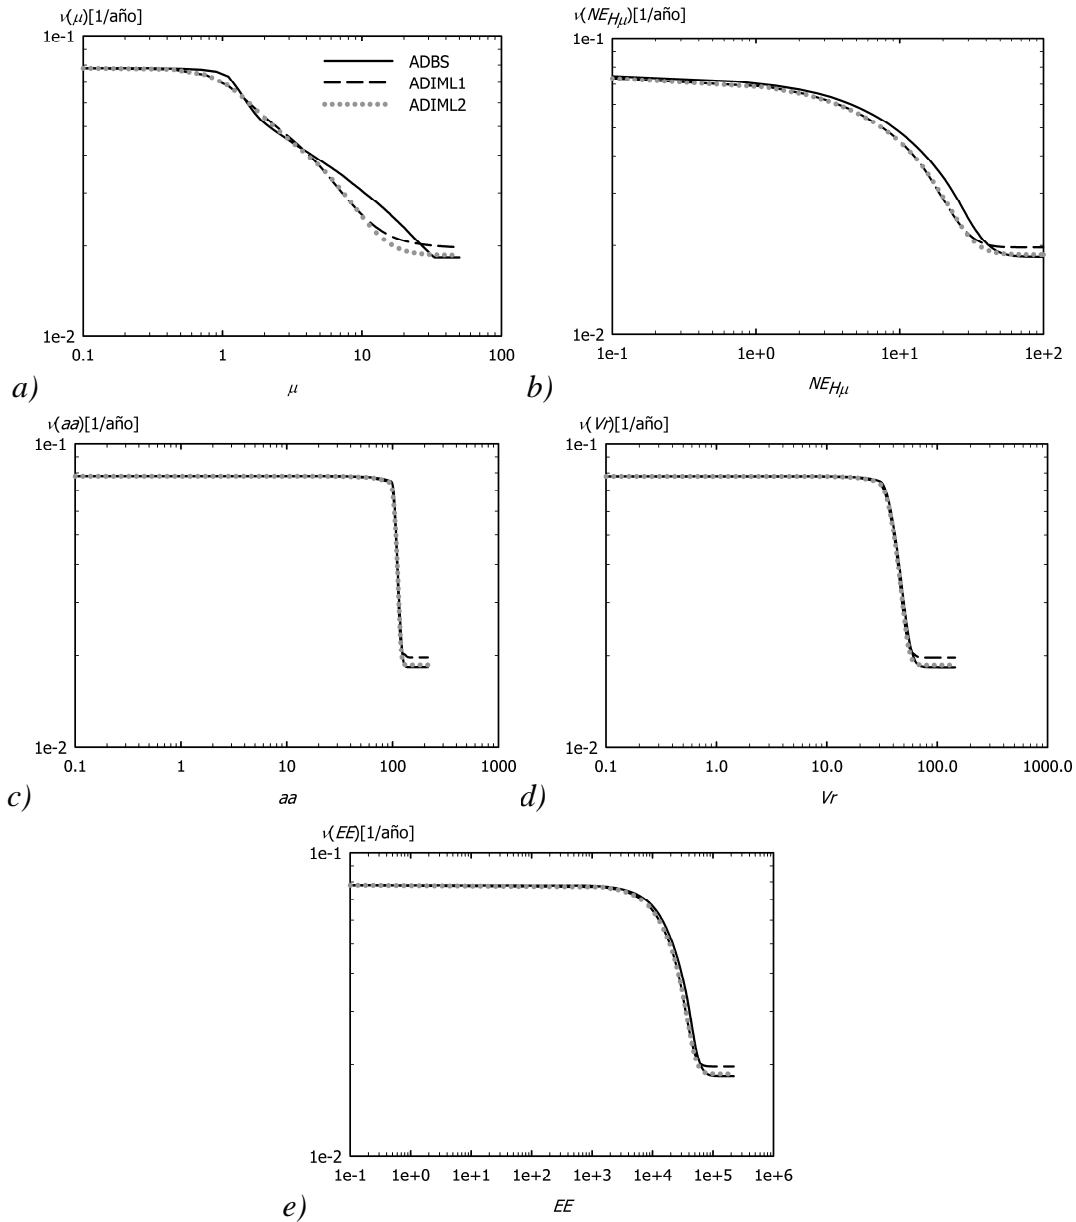 ν(μ)[1/año]
1e-1
ADBS
ADIML1
ADIML2
1e-2
0.1 1 10 100
μ
a)
ν(NE_Hμ)[1/año]
1e-1
1e-2
1e-1 1e+0 1e+1 1e+2
NE_Hμ
b)
ν(aa)[1/año]
1e-1
1e-2
0.1 1 10 100 1000
aa
c)
ν(Vr)[1/año]
1e-1
1e-2
0.1 1.0 10.0 100.0 1000.0
Vr
d)
ν(EE)[1/año]
1e-1
1e-2
1e-1 1e+0 1e+1 1e+2 1e+3 1e+4 1e+5 1e+6
EE
e)